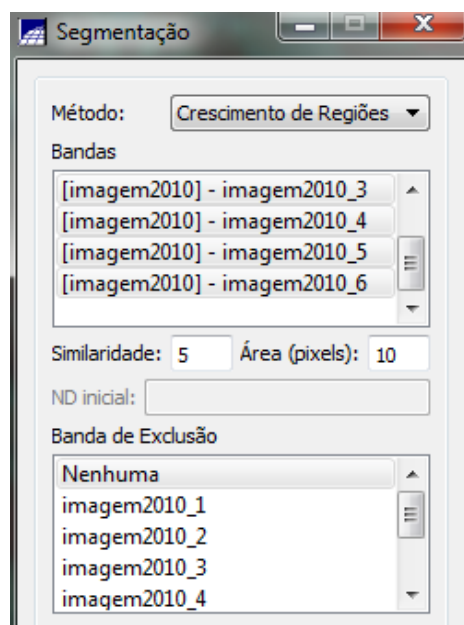 Segmentação
Método: Crescimento de Regiões
Bandas
[imagem2010] - imagem2010_3
[imagem2010] - imagem2010_4
[imagem2010] - imagem2010_5
[imagem2010] - imagem2010_6
Similaridade: 5 Área (pixels): 10
ND inicial:
Banda de Exclusão
Nenhuma
imagem2010_1
imagem2010_2
imagem2010_3
imagem2010_4